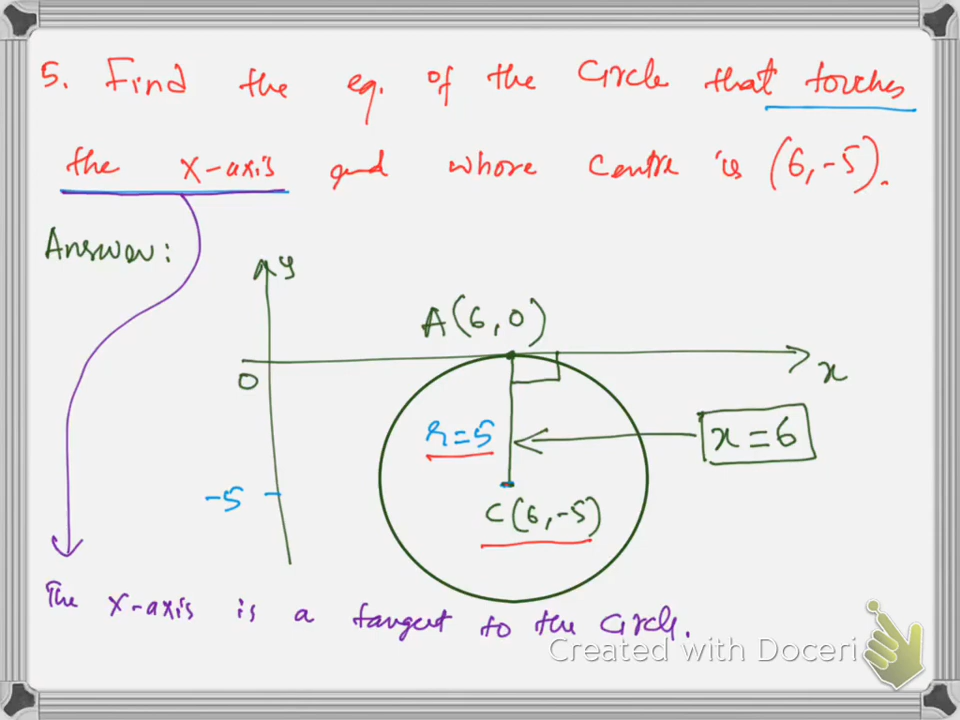 5. Find the eq. of the Circle that touches
the x-axis and whose centre is (6,-5).
Answer:
y
A(6,0)
0
x
r=5
x=6
-5
C(6,-5)
The x-axis is a tangent to the Circle.
Created with Doceri